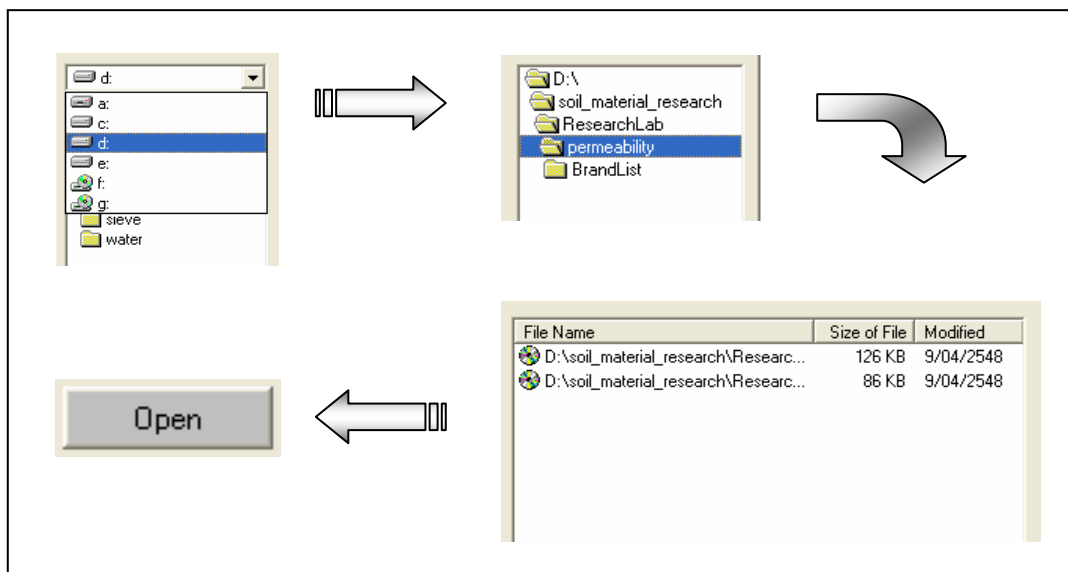 d:
a:
c:
d:
e:
f:
g:
sieve
water
D:\
soil_material_research
ResearchLab
permeability
BrandList
File Name Size of File Modified
D:\soil_material_research\Researc... 126 KB 9/04/2548
D:\soil_material_research\Researc... 86 KB 9/04/2548
Open